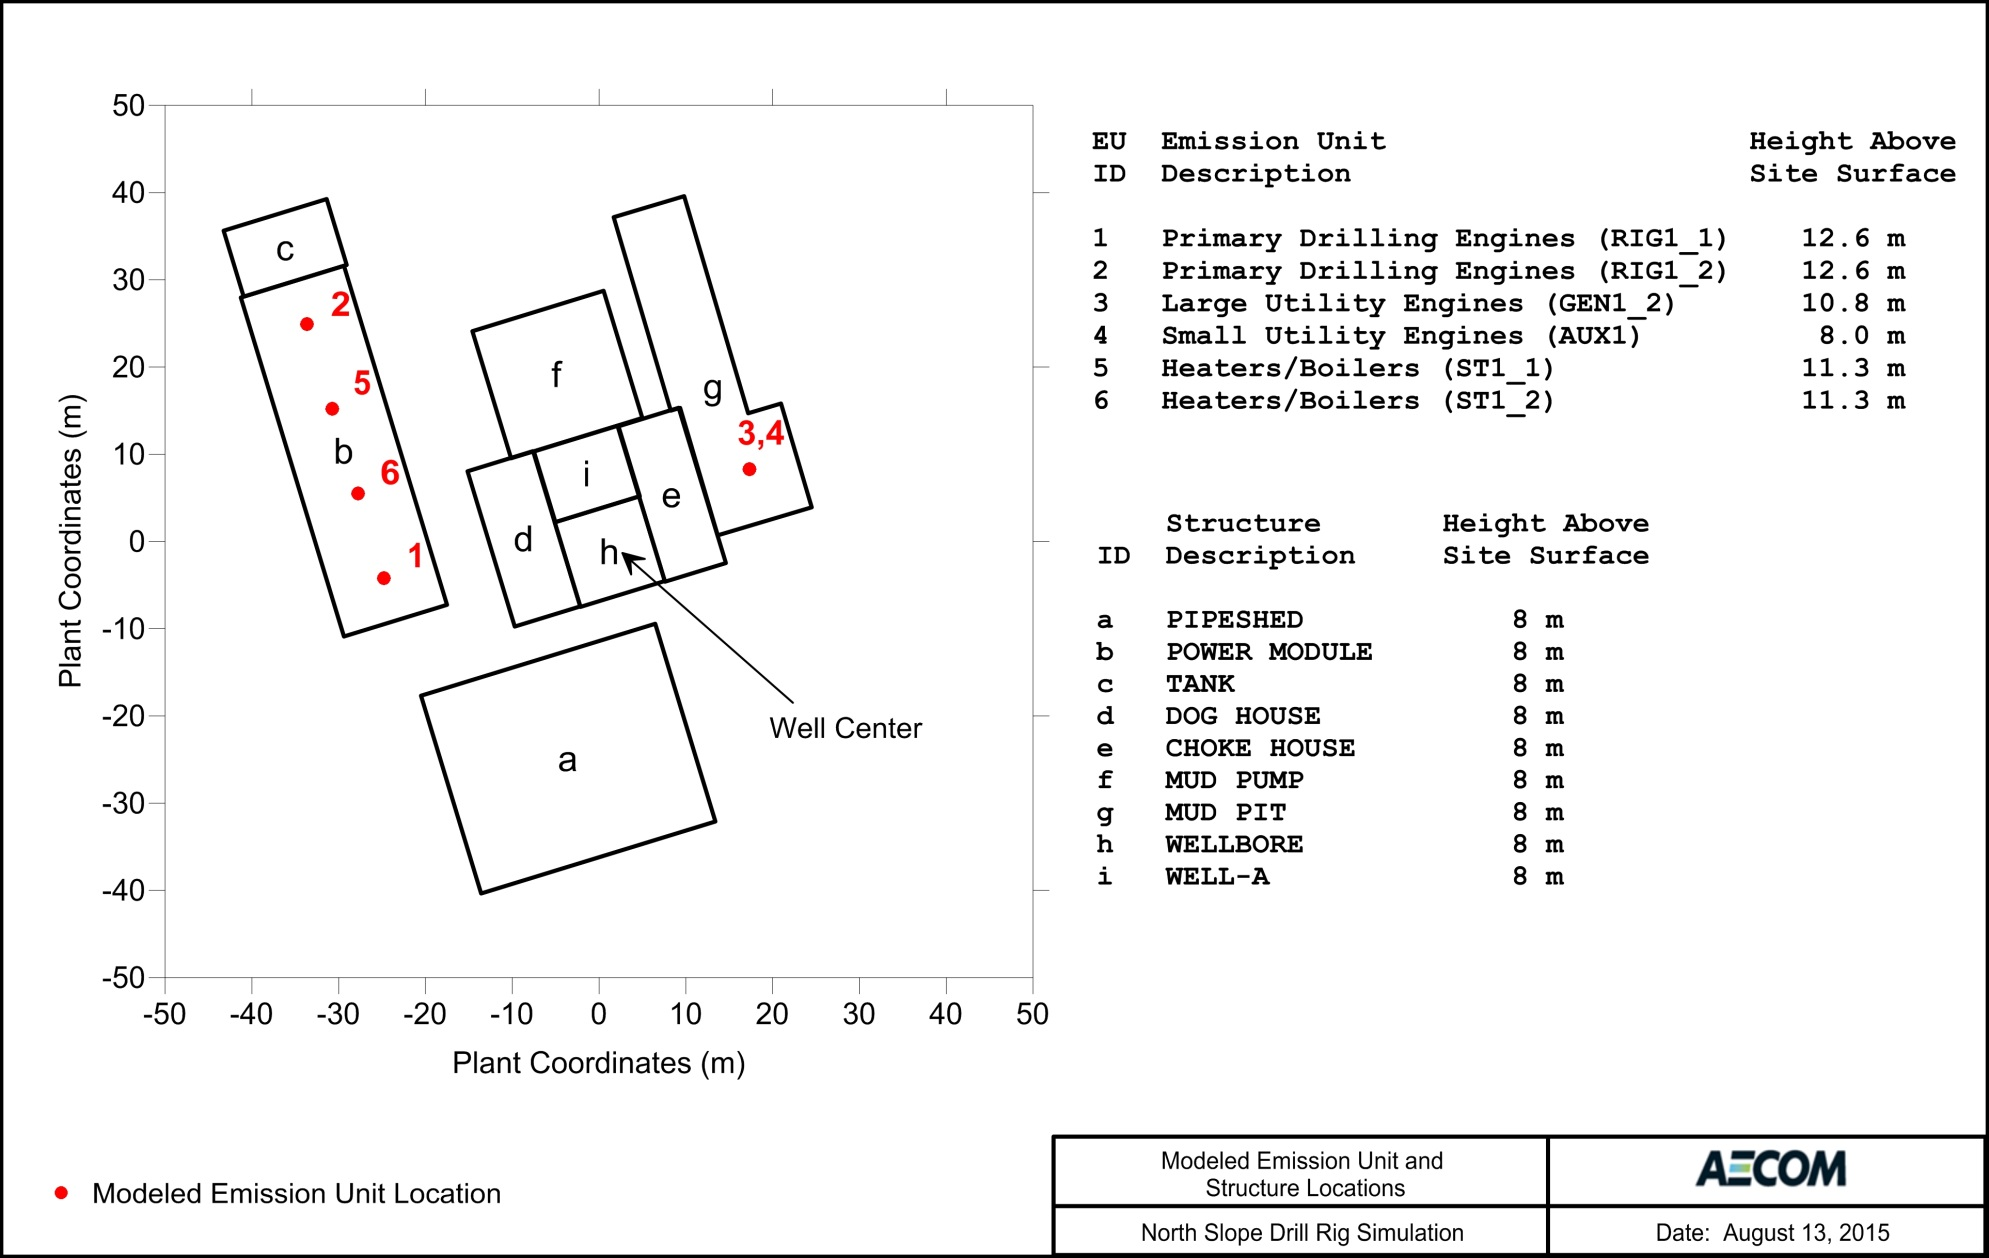 50
40
30
20
10
0
-10
-20
-30
-40
-50
-50 -40 -30 -20 -10 0 10 20 30 40 50
Plant Coordinates (m)
Plant Coordinates (m)
c
2
5
b
6
1
f
g
3,4
i
e
d
h
Well Center
a
EU Emission Unit Height Above
ID Description Site Surface
1 Primary Drilling Engines (RIG1_1) 12.6 m
2 Primary Drilling Engines (RIG1_2) 12.6 m
3 Large Utility Engines (GEN1_2) 10.8 m
4 Small Utility Engines (AUX1) 8.0 m
5 Heaters/Boilers (ST1_1) 11.3 m
6 Heaters/Boilers (ST1_2) 11.3 m
Structure Height Above
ID Description Site Surface
a PIPESHED 8 m
b POWER MODULE 8 m
c TANK 8 m
d DOG HOUSE 8 m
e CHOKE HOUSE 8 m
f MUD PUMP 8 m
g MUD PIT 8 m
h WELLBORE 8 m
i WELL-A 8 m
Modeled Emission Unit Location
Modeled Emission Unit and
Structure Locations
AECOM
North Slope Drill Rig Simulation
Date: August 13, 2015